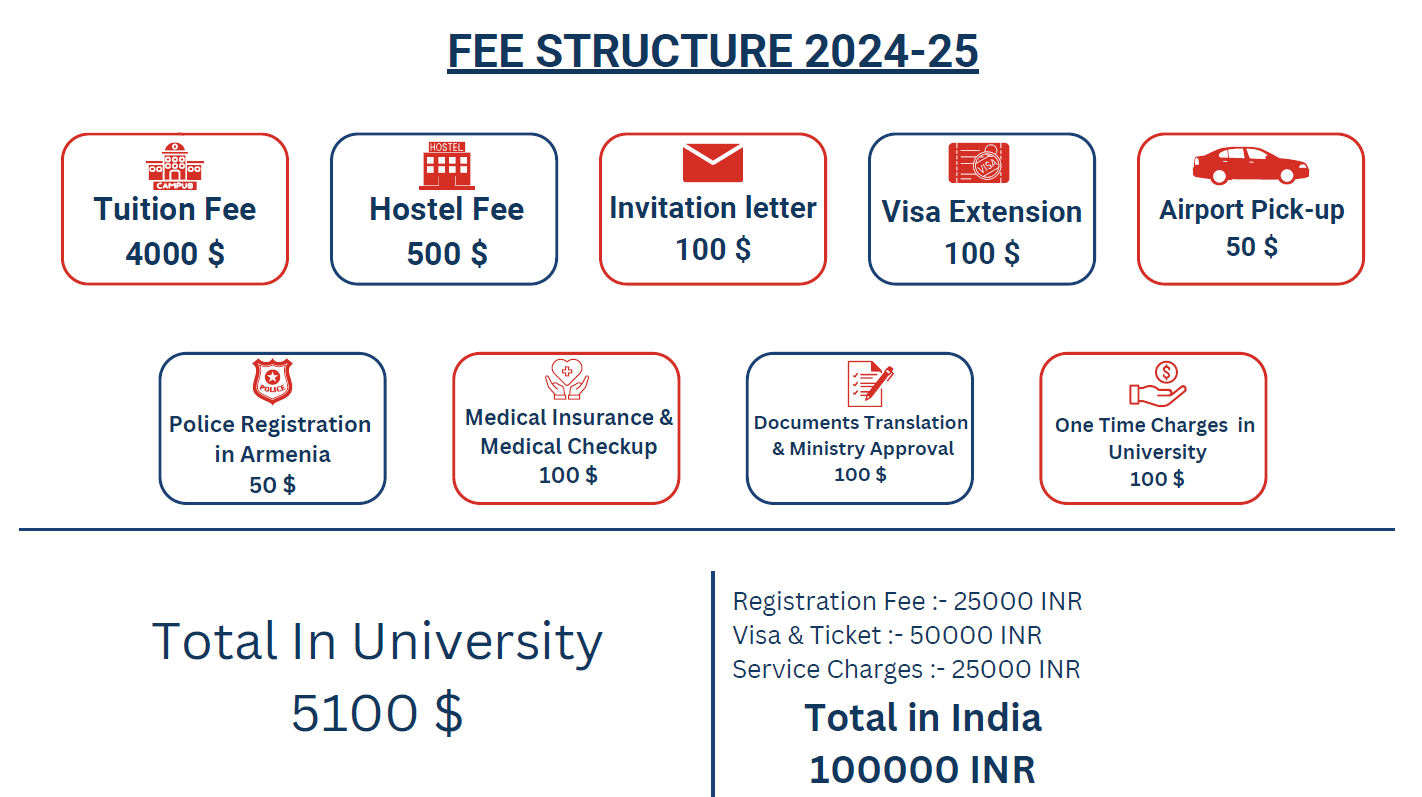 FEE STRUCTURE 2024-25
CAMPUB
Tuition Fee
4000 $
HOSTEL
Hostel Fee
500 $
Invitation letter
100 $
VISA
Visa Extension
100 $
Airport Pick-up
50 $
POLICE
Police Registration
in Armenia
50 $
Medical Insurance &
Medical Checkup
100 $
Documents Translation
& Ministry Approval
100 $
$
One Time Charges in
University
100 $
Total In University
5100 $
Registration Fee :- 25000 INR
Visa & Ticket :- 50000 INR
Service Charges :- 25000 INR
Total in India
100000 INR